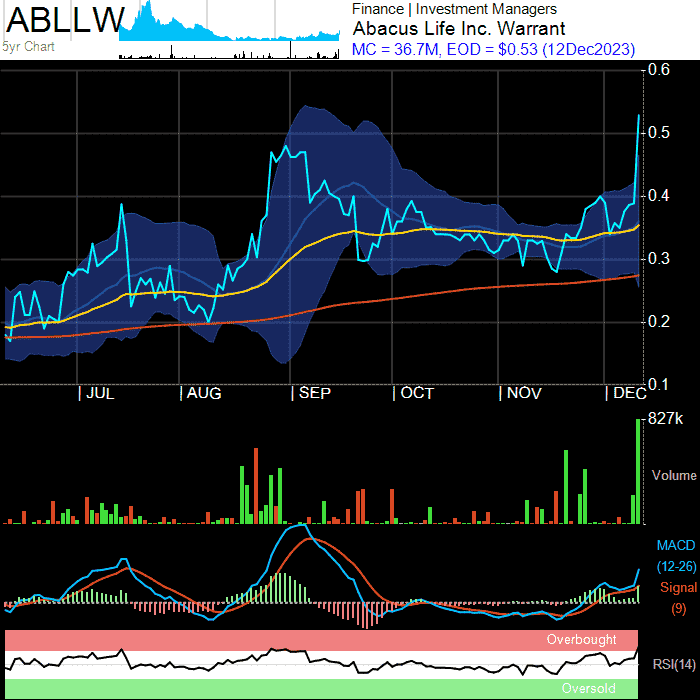 ABLLW
5yr Chart
Finance | Investment Managers
Abacus Life Inc. Warrant
MC = 36.7M, EOD = $0.53 (12Dec2023)
0.6
0.5
0.4
0.3
0.2
0.1
| JUL | AUG | SEP | OCT | NOV | DEC
827k
Volume
MACD
(12-26)
Signal
(9)
Overbought
RSI(14)
Oversold